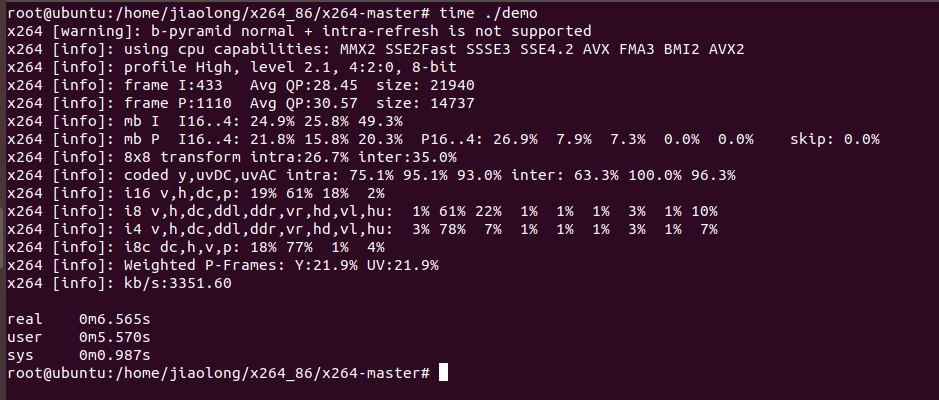 root@ubuntu:/home/jiaolong/x264_86/x264-master# time ./demo
x264 [warning]: b-pyramid normal + intra-refresh is not supported
x264 [info]: using cpu capabilities: MMX2 SSE2Fast SSSE3 SSE4.2 AVX FMA3 BMI2 AVX2
x264 [info]: profile High, level 2.1, 4:2:0, 8-bit
x264 [info]: frame I:433   Avg QP:28.45  size: 21940
x264 [info]: frame P:1110  Avg QP:30.57  size: 14737
x264 [info]: mb I  I16..4: 24.9% 25.8% 49.3%
x264 [info]: mb P  I16..4: 21.8% 15.8% 20.3%  P16..4: 26.9%  7.9%  7.3%  0.0%  0.0%    skip: 0.0%
x264 [info]: 8x8 transform intra:26.7% inter:35.0%
x264 [info]: coded y,uvDC,uvAC intra: 75.1% 95.1% 93.0% inter: 63.3% 100.0% 96.3%
x264 [info]: i16 v,h,dc,p: 19% 61% 18%  2%
x264 [info]: i8 v,h,dc,ddl,ddr,vr,hd,vl,hu:  1% 61% 22%  1%  1%  1%  3%  1% 10%
x264 [info]: i4 v,h,dc,ddl,ddr,vr,hd,vl,hu:  3% 78%  7%  1%  1%  1%  3%  1%  7%
x264 [info]: i8c dc,h,v,p: 18% 77%  1%  4%
x264 [info]: Weighted P-Frames: Y:21.9% UV:21.9%
x264 [info]: kb/s:3351.60
real    0m6.565s
user    0m5.570s
sys     0m0.987s
root@ubuntu:/home/jiaolong/x264_86/x264-master#